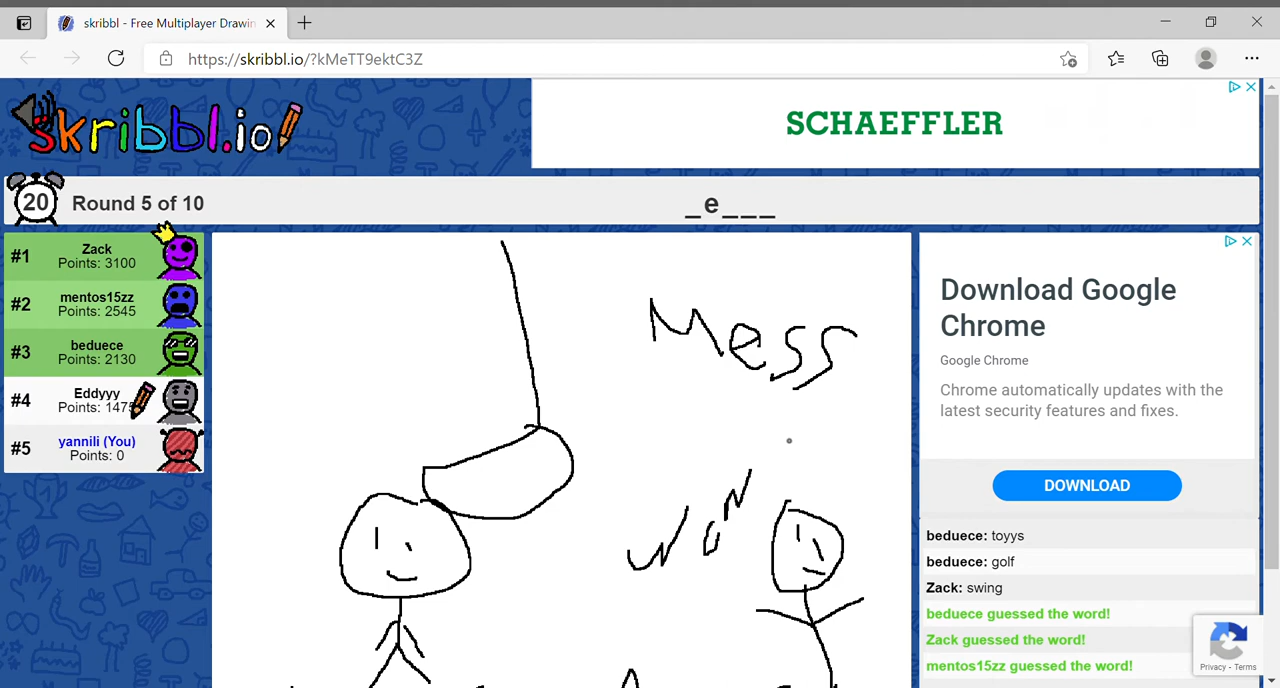 skribbl - Free Multiplayer Drawin
https://skribbl.io/?kMeTT9ektC3Z
skribbl.io
SCHAEFFLER
20 Round 5 of 10
_e___
#1 Zack
Points: 3100
#2 mentos15zz
Points: 2545
#3 beduece
Points: 2130
#4 Eddyyy
Points: 1475
#5 yannili (You)
Points: 0
Mess
Won
Download Google
Chrome
Google Chrome
Chrome automatically updates with the
latest security features and fixes.
DOWNLOAD
beduece: toyys
beduece: golf
Zack: swing
beduece guessed the word!
Zack guessed the word!
mentos15zz guessed the word!
Privacy - Terms